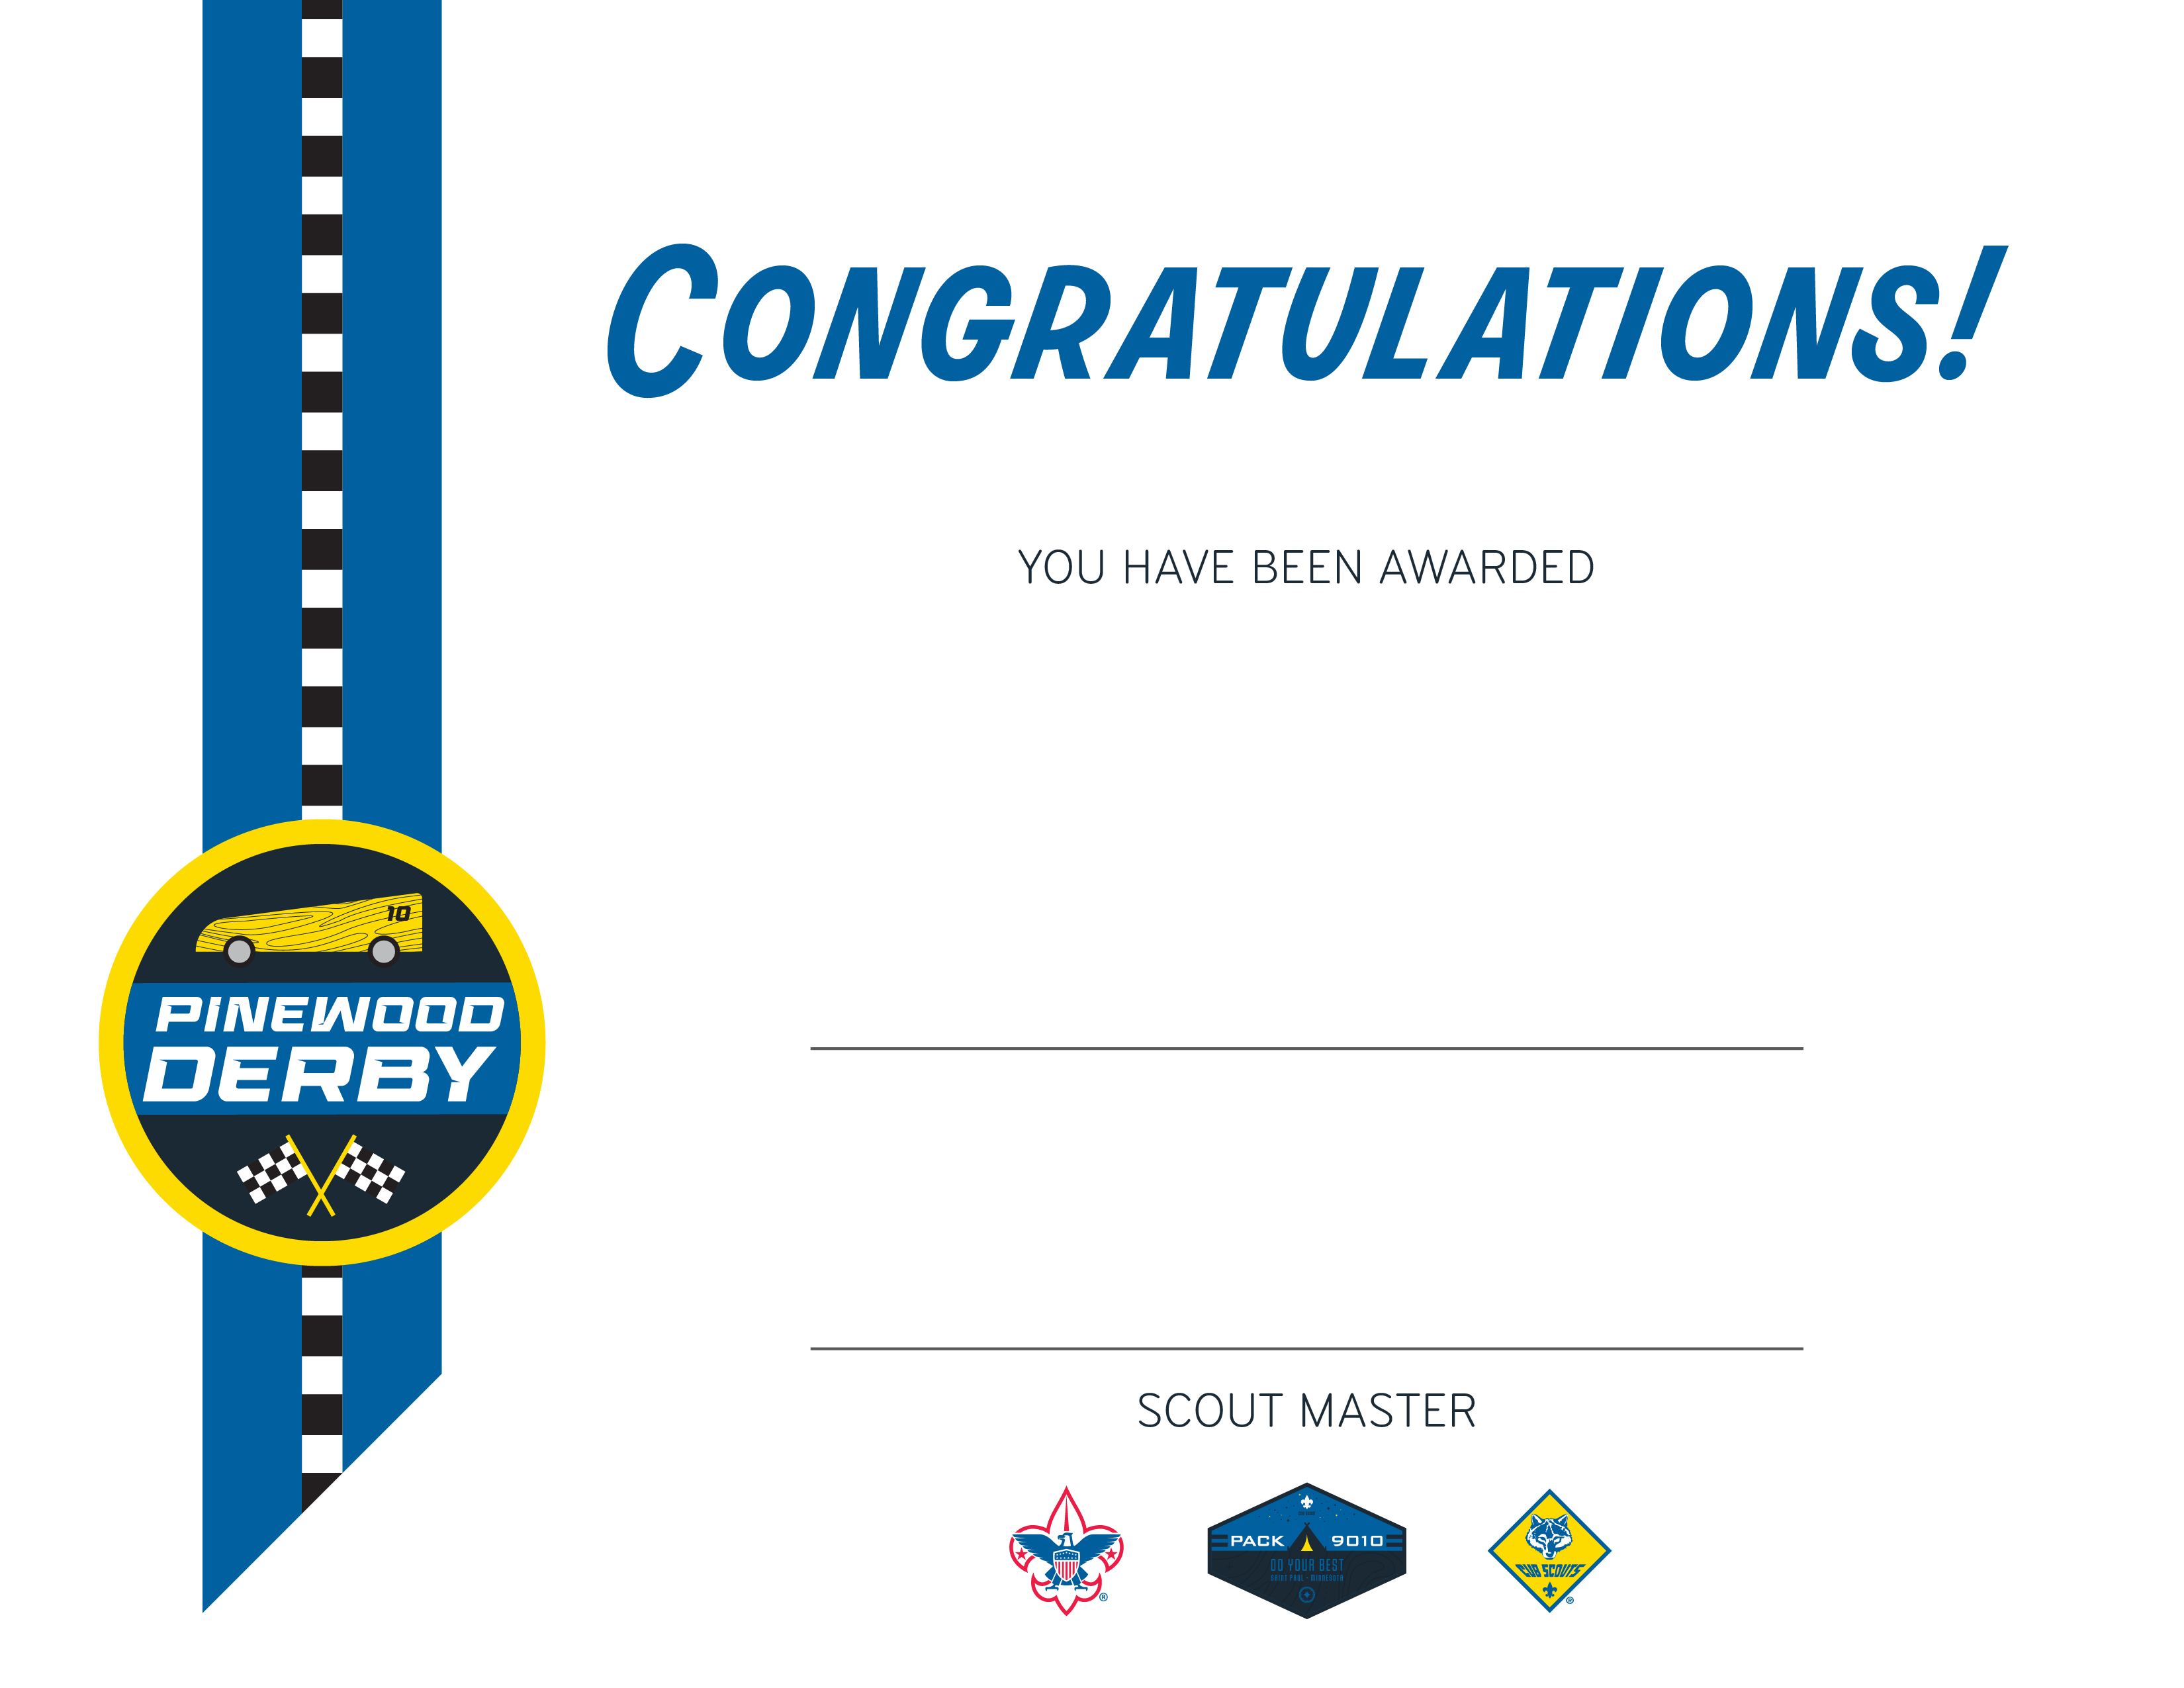 CONGRATULATIONS!
YOU HAVE BEEN AWARDED
10
PINEWOOD
DERBY
SCOUT MASTER
®
PACK 9010
DO YOUR BEST
SAINT PAUL - MINNESOTA
CUB SCOUTS
®